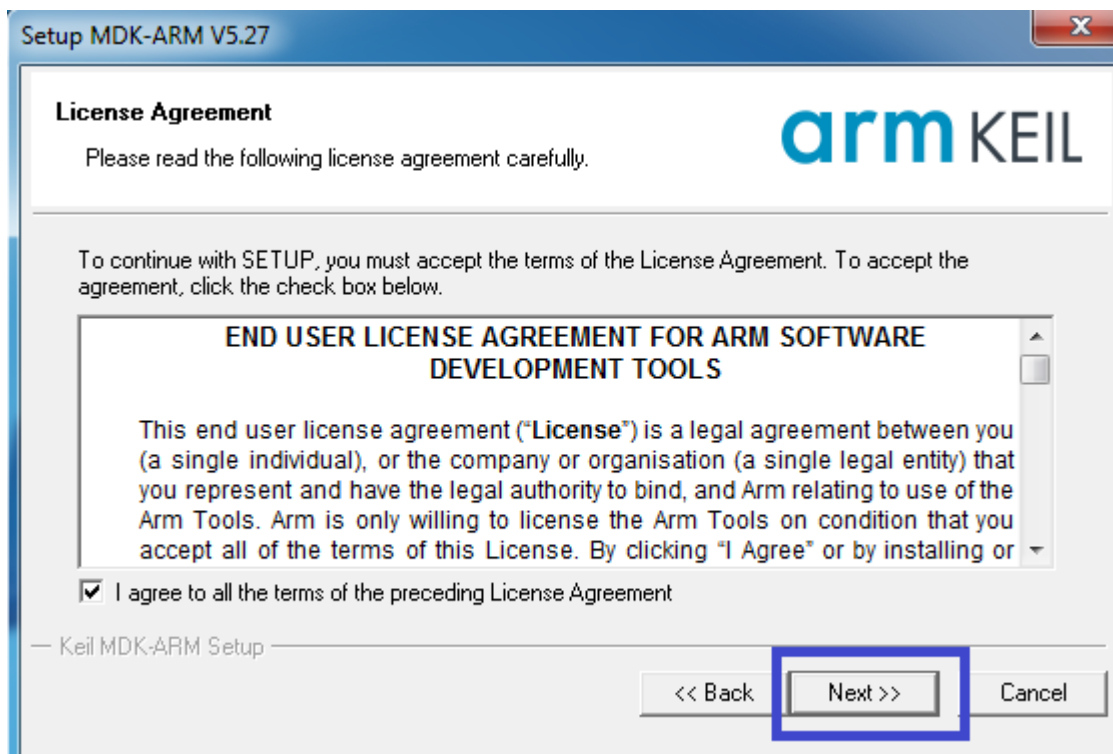 Setup MDK-ARM V5.27
x
License Agreement
Please read the following license agreement carefully.
arm KEIL
To continue with SETUP, you must accept the terms of the License Agreement. To accept the
agreement, click the check box below.
END USER LICENSE AGREEMENT FOR ARM SOFTWARE
DEVELOPMENT TOOLS
This end user license agreement (“License”) is a legal agreement between you
(a single individual), or the company or organisation (a single legal entity) that
you represent and have the legal authority to bind, and Arm relating to use of the
Arm Tools. Arm is only willing to license the Arm Tools on condition that you
accept all of the terms of this License. By clicking “I Agree” or by installing or
I agree to all the terms of the preceding License Agreement
Keil MDK-ARM Setup
<< Back
Next >>
Cancel